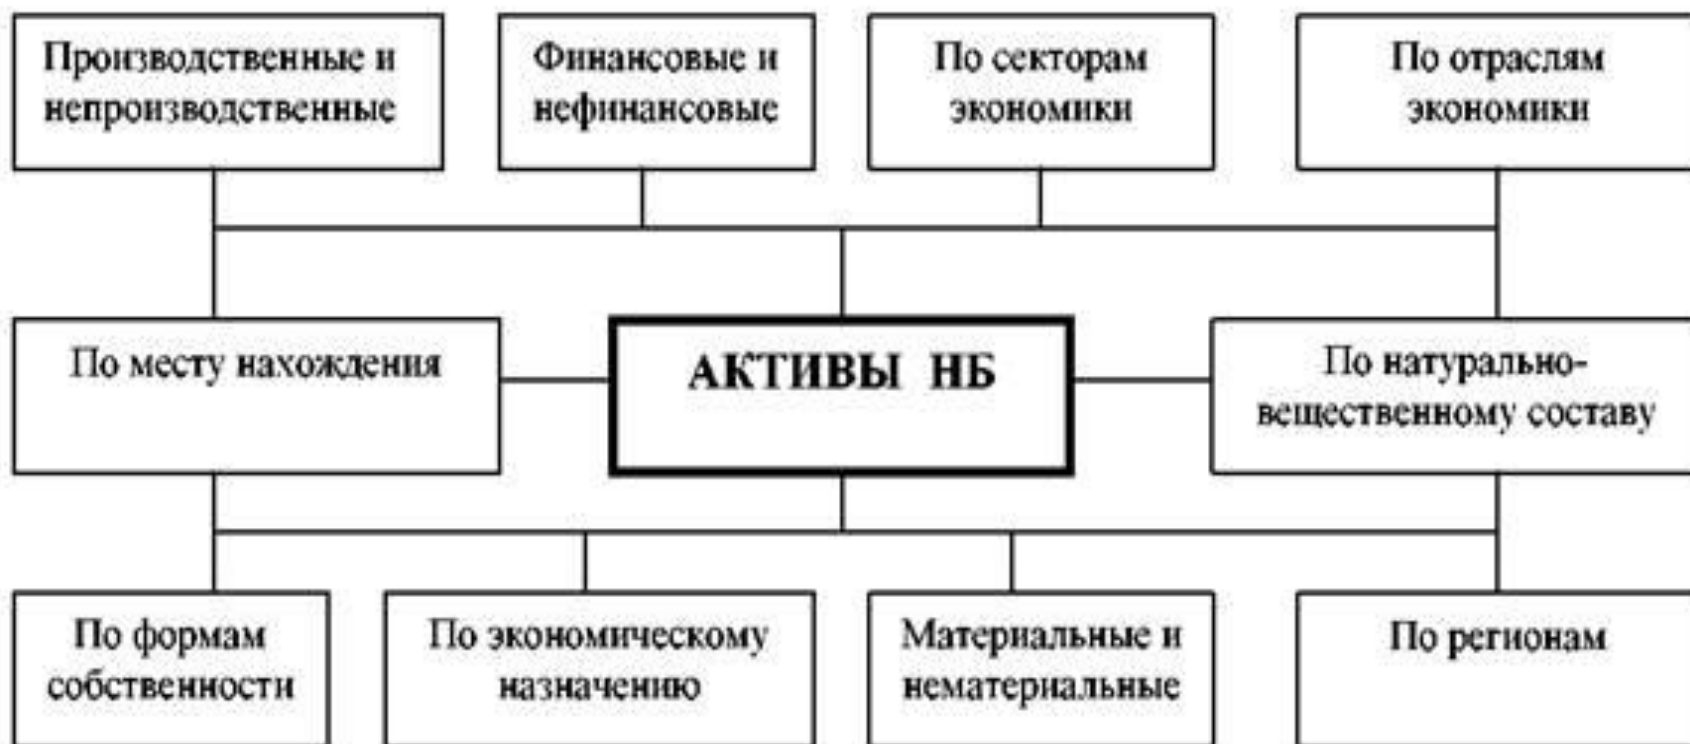 Производственные и
непроизводственные
Финансовые и
нефинансовые
По секторам
экономики
По отраслям
экономики
По месту нахождения
АКТИВЫ НБ
По натурально-
вещественному составу
По формам
собственности
По экономическому
назначению
Материальные и
нематериальные
По регионам